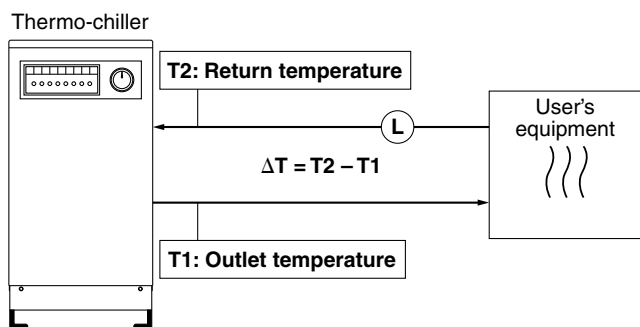 Thermo-chiller
T2: Return temperature
L
User's
equipment
ΔT = T2 – T1
T1: Outlet temperature